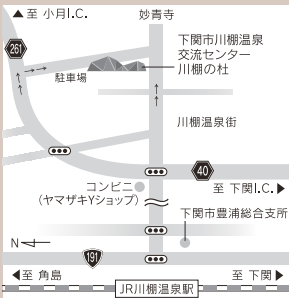 ▲至 小月I.C.
妙青寺
261
下関市川棚温泉
交流センター
川棚の杜
駐車場
川棚温泉街
40
コンビニ
(ヤマザキYショップ)
至 下関I.C.▶
下関市豊浦総合支所
N
191
◀至 角島
至 下関▶
JR川棚温泉駅